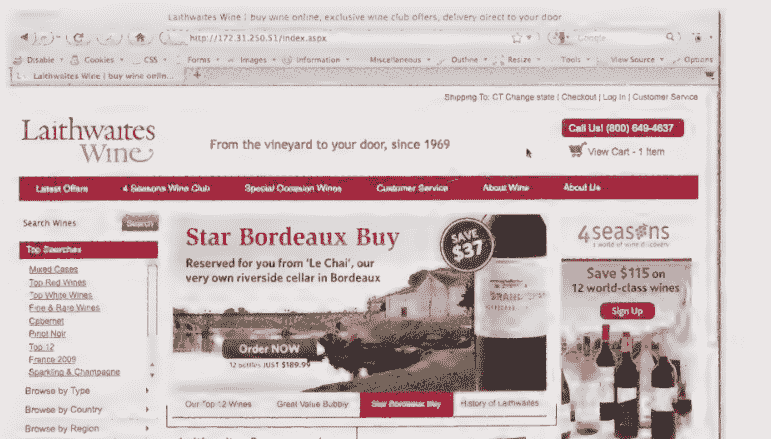 Laithwaites Wine | buy wine online, exclusive wine club offers, delivery direct to your door
http://172.31.250.51/index.aspx
Google
Disable Cookies CSS Forms Images Information Miscellaneous Outline Resize Tools View Source Options
Laithwaites Wine | buy wine onlin...
Shipping To: CT Change state | Checkout | Log In | Customer Service
Laithwaites
Wine
From the vineyard to your door, since 1969
Call Us! (800) 649-4637
View Cart - 1 Item
Latest Offers 4 Seasons Wine Club Special Occasion Wines Customer Service About Wine About Us
Search Wines Search
Top Searches
Mixed Cases
Top Red Wines
Top White Wines
Fine & Rare Wines
Cabernet
Pinot Noir
Top 12
France 2009
Sparkling & Champagne
Browse by Type
Browse by Country
Browse by Region
Star Bordeaux Buy
Reserved for you from 'Le Chai', our
very own riverside cellar in Bordeaux
SAVE
$37
Order NOW
12 bottles JUST $189.99
Our Top 12 Wines Great Value Bubbly Star Bordeaux Buy History of Laithwaites
4seasons
a world of wine discovery
Save $115 on
12 world-class wines
Sign Up